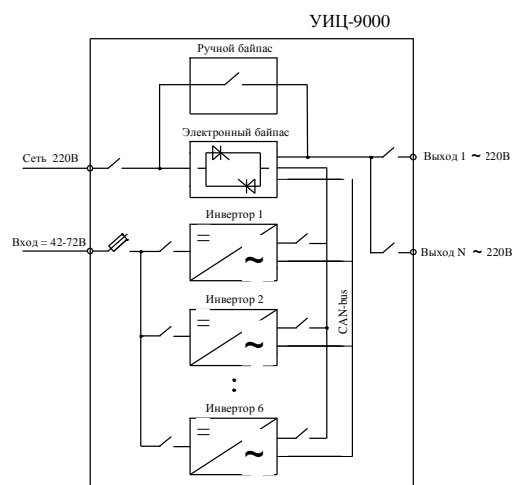 УИЦ-9000
Ручной байпас
Электронный байпас
Сеть 220В
Выход 1 ~ 220В
Инвертор 1
Вход = 42-72В
Выход N ~ 220В
= ~
Инвертор 2
= ~
CAN-bus
:
Инвертор 6
= ~